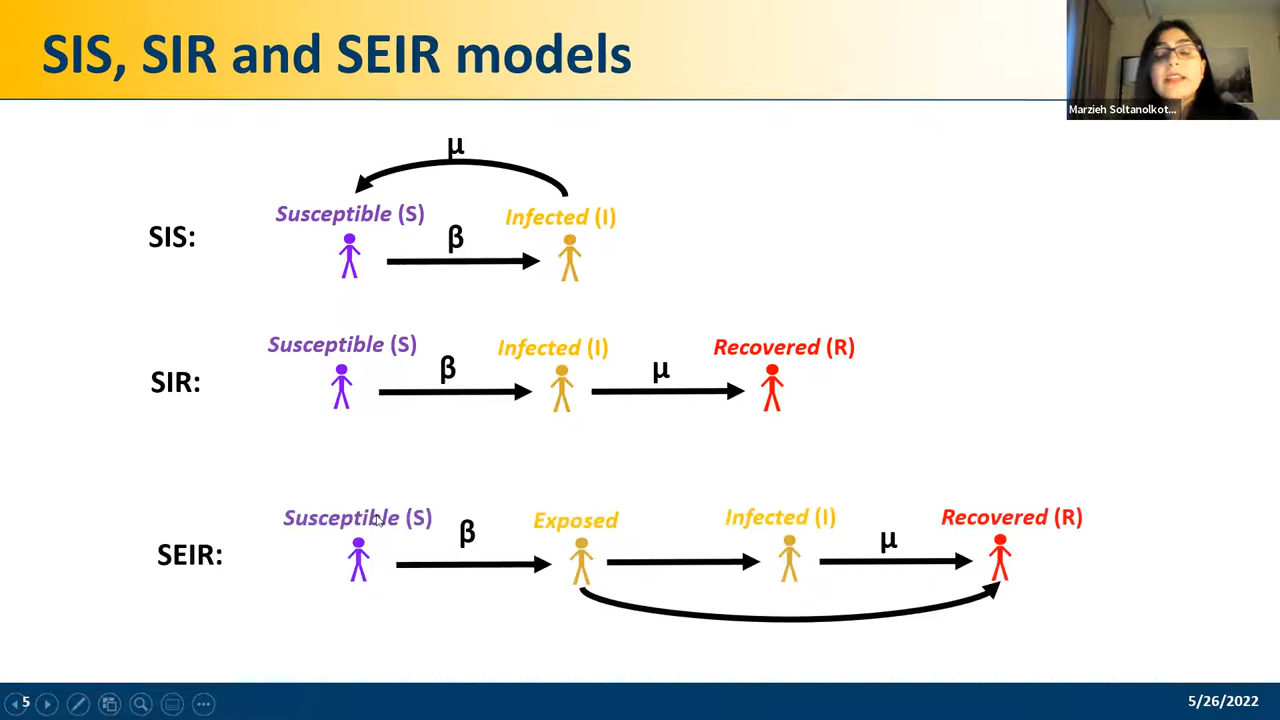 SIS, SIR and SEIR models
Marzieh Soltanolkot...
μ
Susceptible (S)
Infected (I)
SIS:
β
Susceptible (S)
Infected (I)
Recovered (R)
SIR:
β
μ
Susceptible (S)
Exposed
Infected (I)
Recovered (R)
SEIR:
β
μ
5
5/26/2022